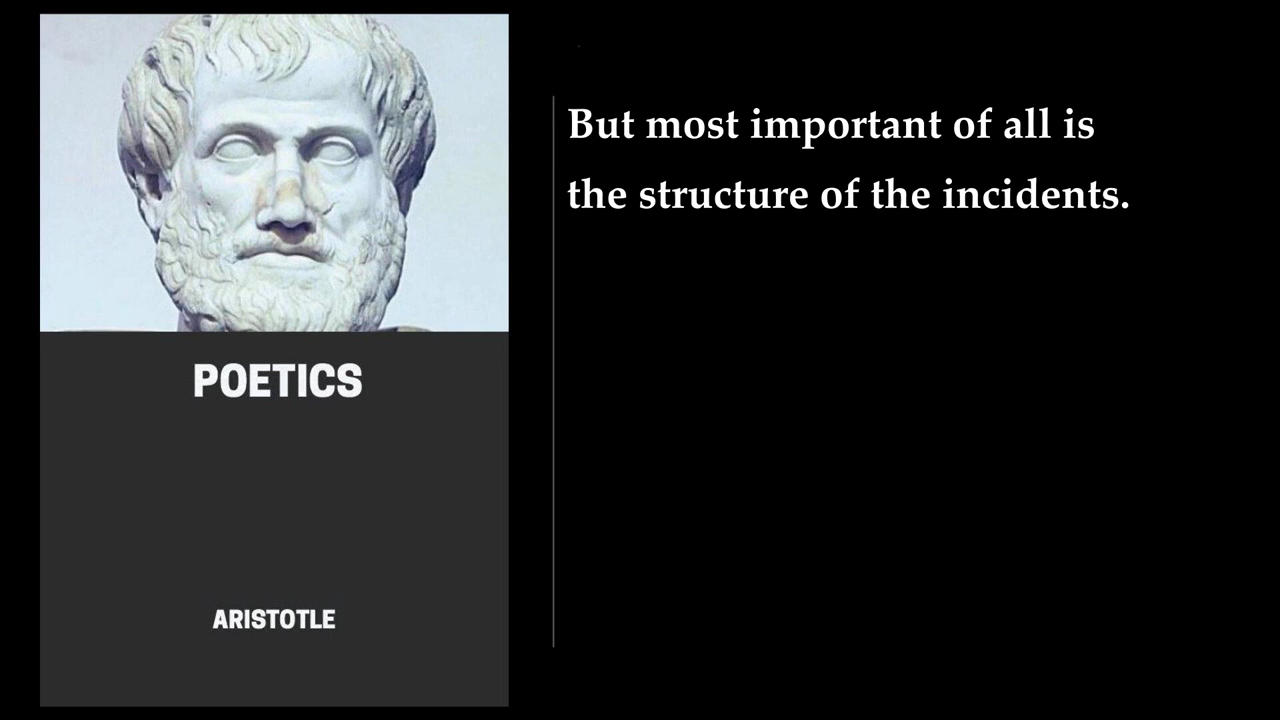 POETICS
ARISTOTLE
But most important of all is
the structure of the incidents.